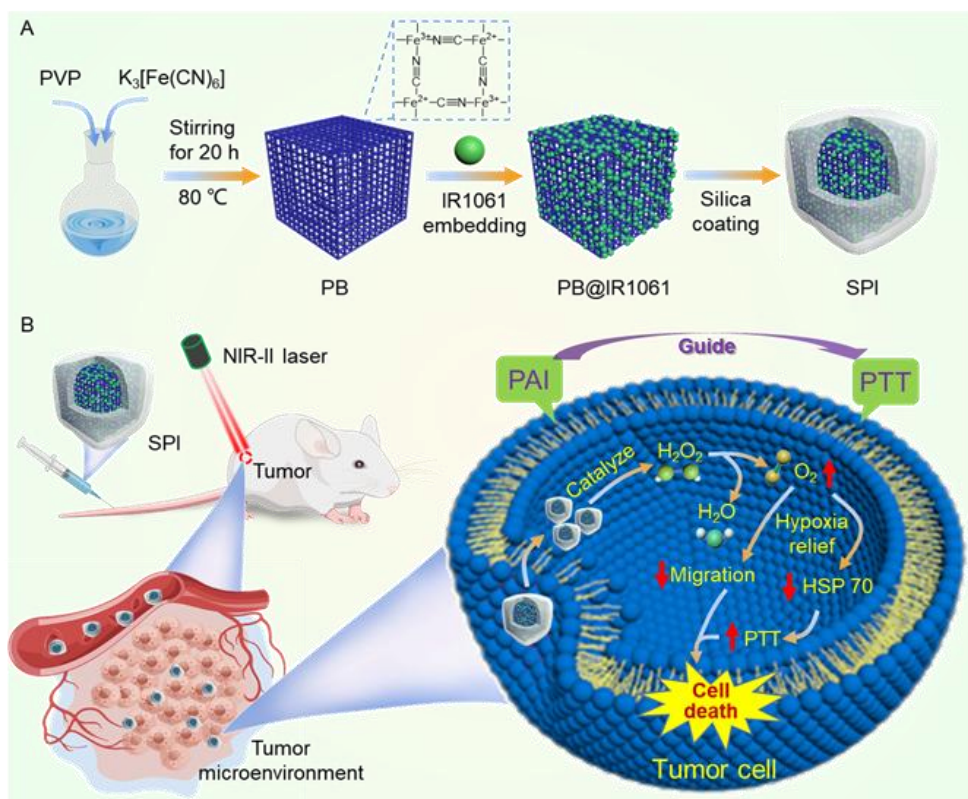 A
PVP
K3[Fe(CN)6]
Stirring
for 20 h
80 ℃
Fe3+ N≡C Fe2+
N≡C
C≡N
Fe2+ C≡N Fe3+
IR1061
embedding
Silica
coating
PB
PB@IR1061
SPI
B
NIR-II laser
SPI
Tumor
Tumor
microenvironment
Guide
PAI
PTT
Catalyze
H2O2
O2
H2O
Hypoxia
relief
Migration
HSP 70
PTT
Cell
death
Tumor cell